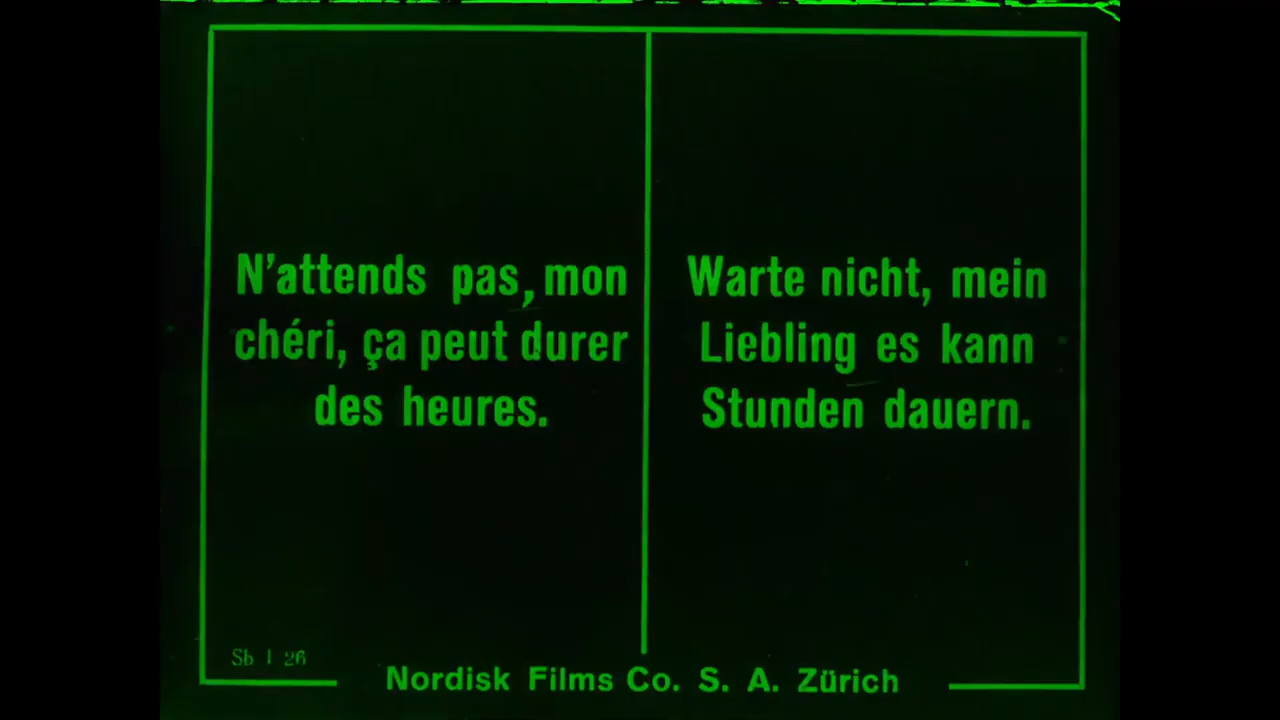 N'attends pas, mon
chéri, ça peut durer
des heures.
Warte nicht, mein
Liebling es kann
Stunden dauern.
Sb I 26
Nordisk Films Co. S. A. Zürich